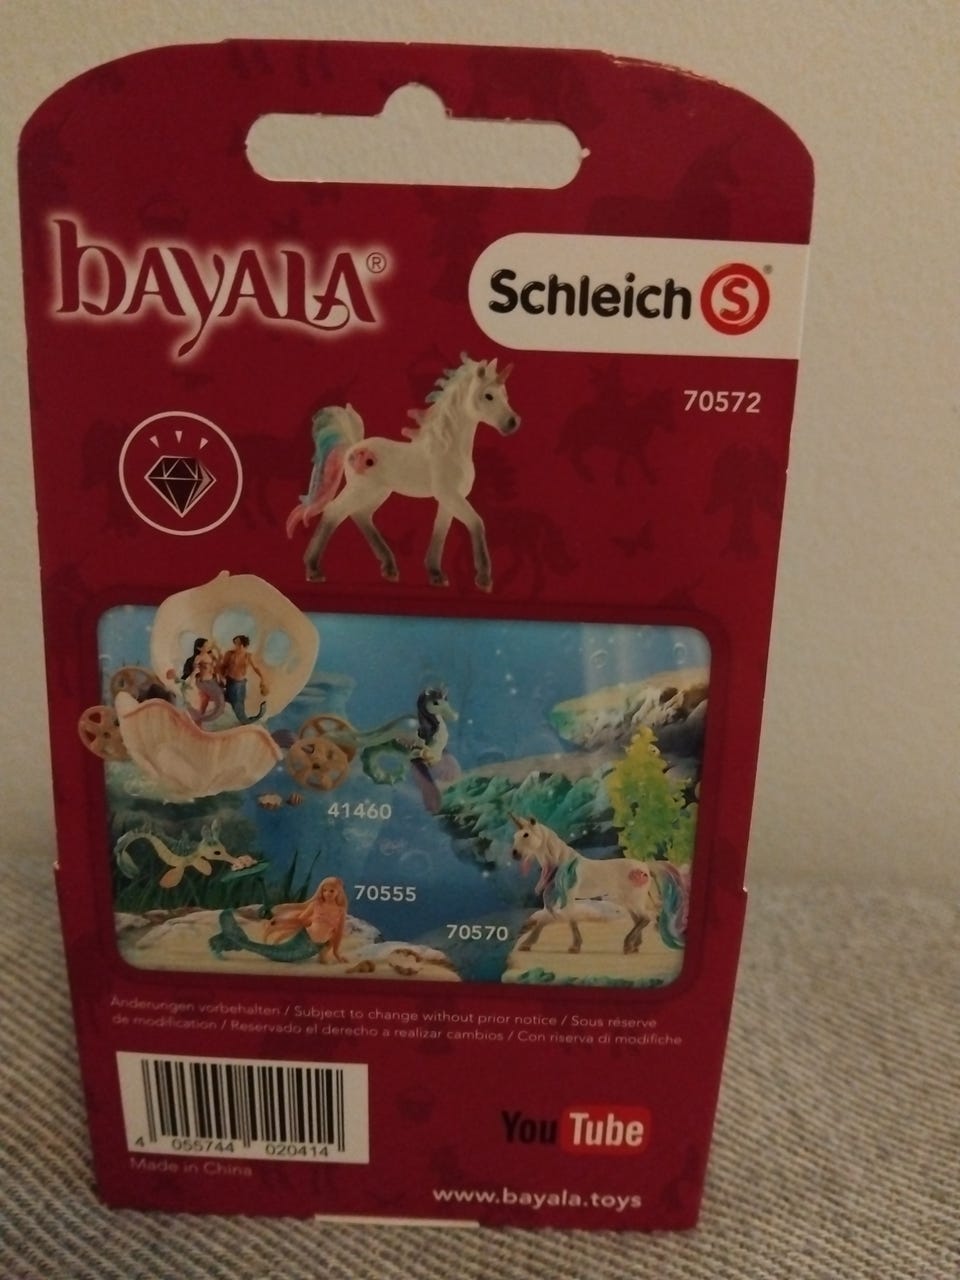 BAYALA®
Schleich S®
70572
41460
70555
70570
Änderungen vorbehalten / Subject to change without prior notice / Sous réserve
de modification / Reservado el derecho a realizar cambios / Con riserva di modifiche
4 055744 020414
Made in China
YouTube
www.bayala.toys